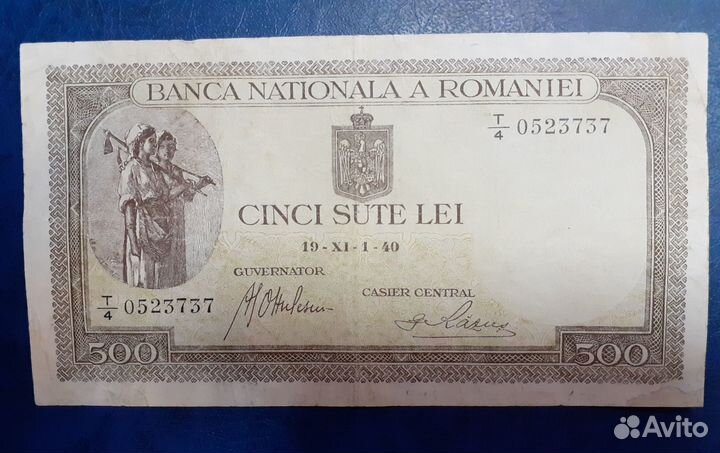 BANCA NATIONALA A ROMANIEI
T/4 0523737
CINCI SUTE LEI
19-XI-1-40
GUVERNATOR
CASIER CENTRAL
T/4 0523737
500
500
Avito